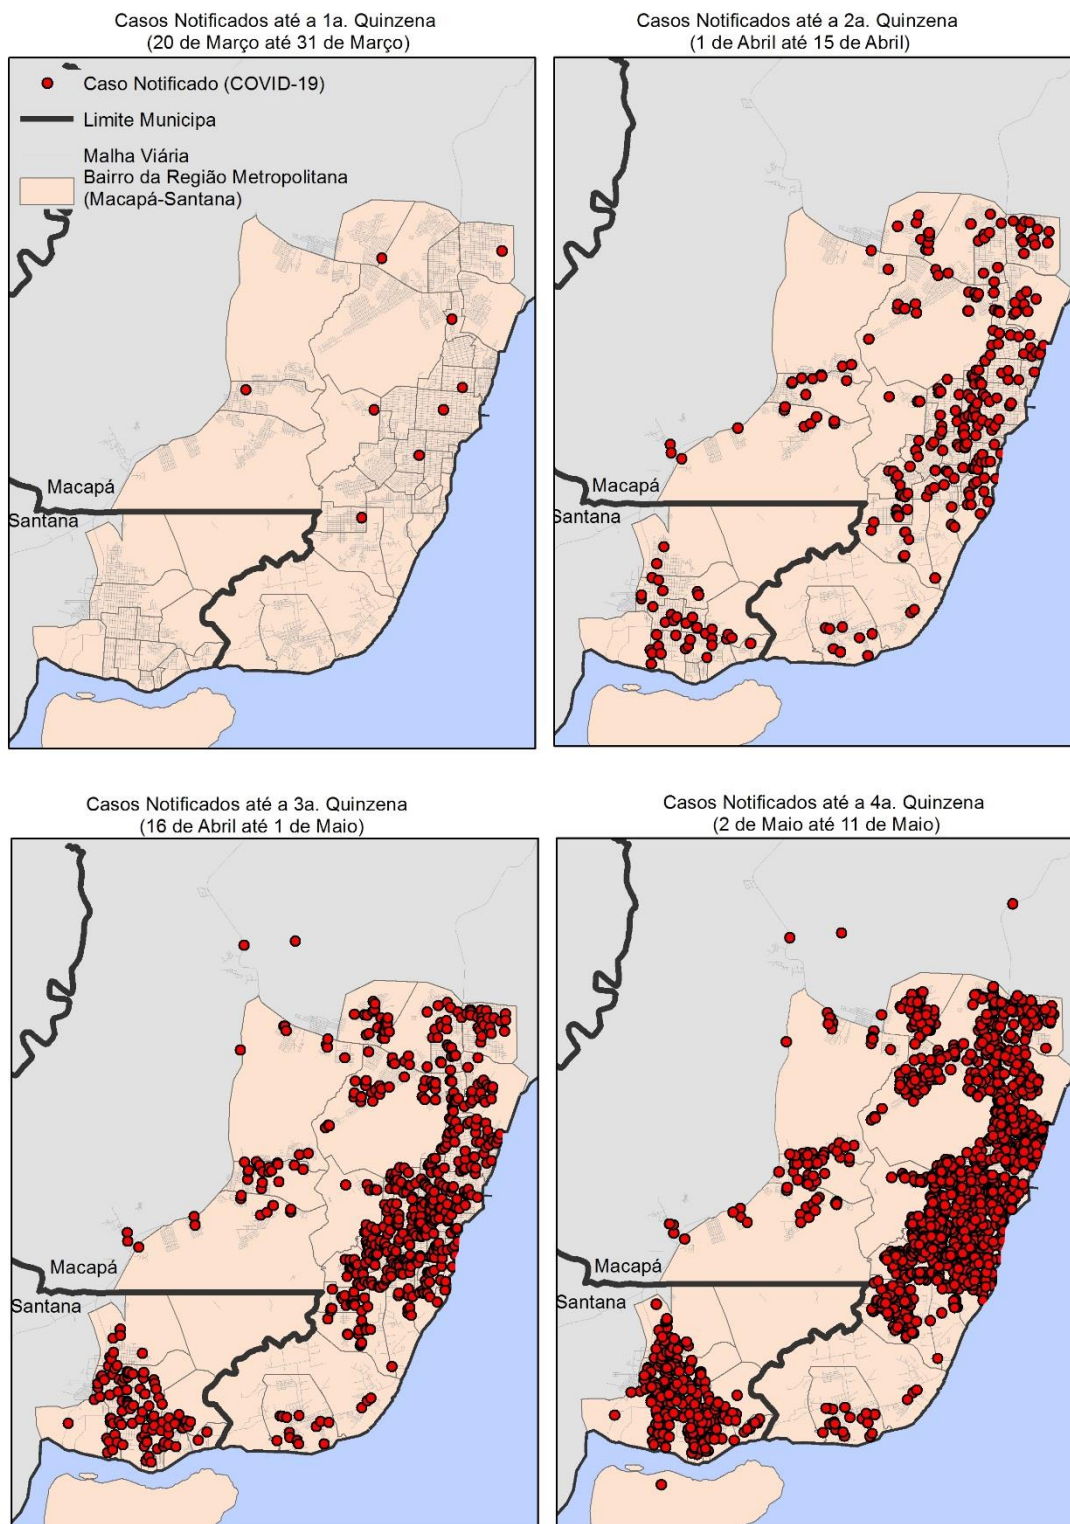 Casos Notificados até a 1a. Quinzena
(20 de Março até 31 de Março)
Caso Notificado (COVID-19)
Limite Municipa
Malha Viária
Bairro da Região Metropolitana
(Macapá-Santana)
Macapá
Santana
Casos Notificados até a 2a. Quinzena
(1 de Abril até 15 de Abril)
Macapá
Santana
Casos Notificados até a 3a. Quinzena
(16 de Abril até 1 de Maio)
Macapá
Santana
Casos Notificados até a 4a. Quinzena
(2 de Maio até 11 de Maio)
Macapá
Santana